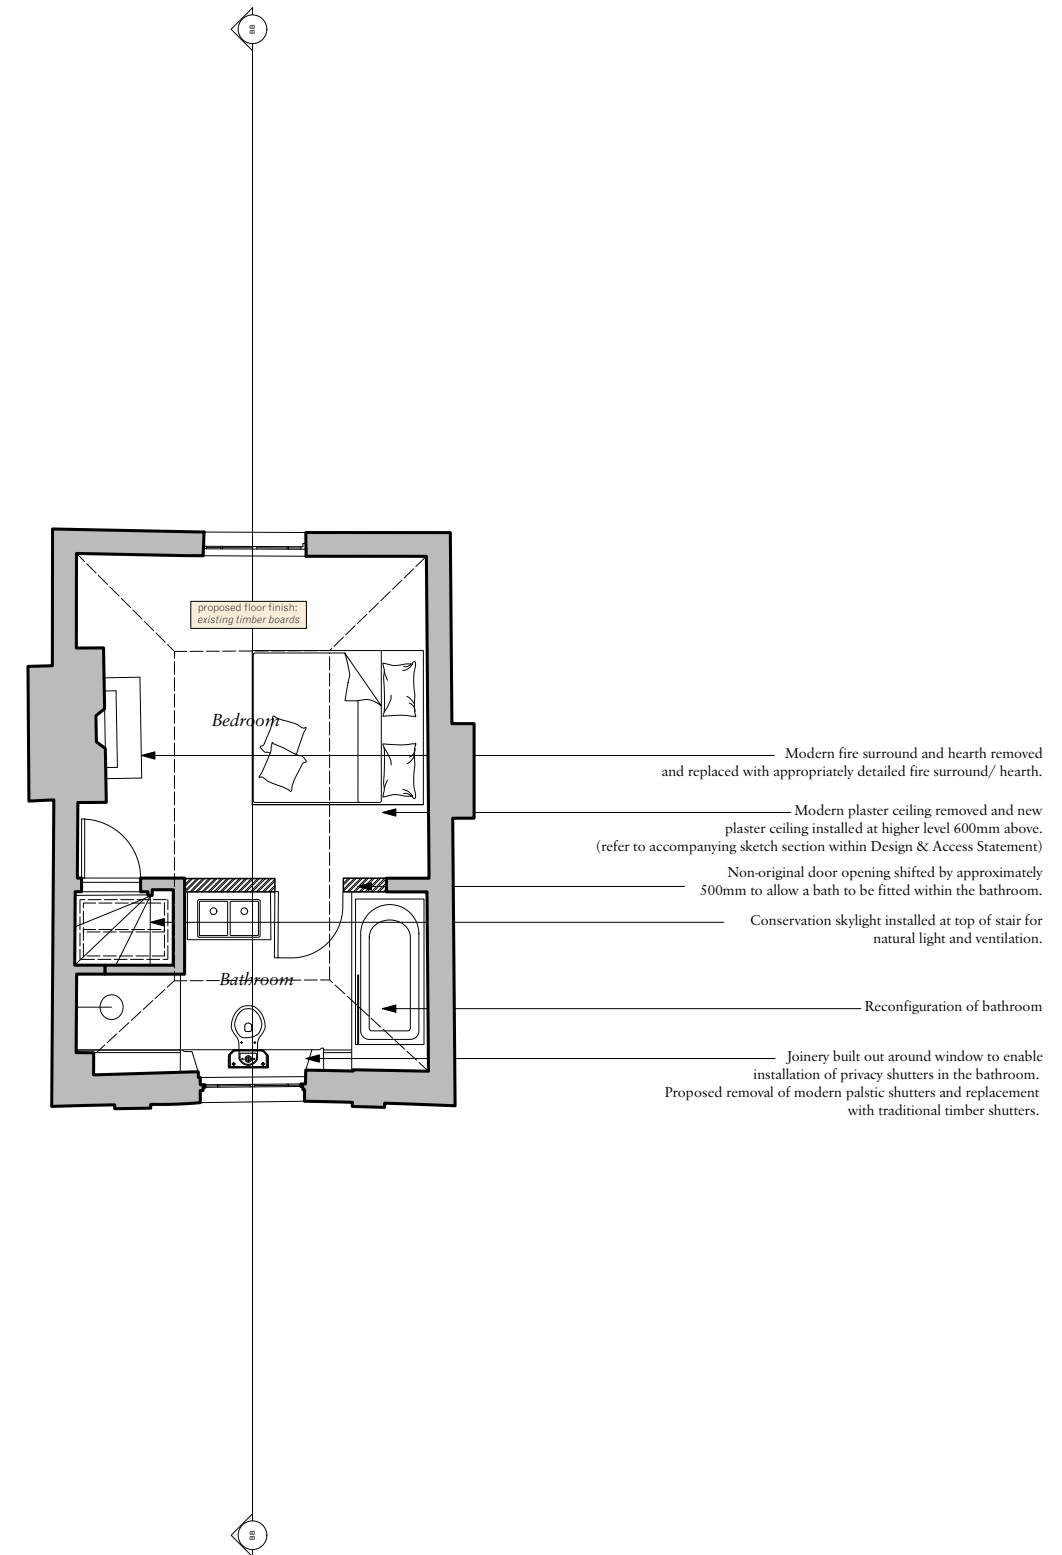 BB
proposed floor finish:
existing timber boards
Bedroom
Modern fire surround and hearth removed
and replaced with appropriately detailed fire surround/ hearth.
Modern plaster ceiling removed and new
plaster ceiling installed at higher level 600mm above.
(refer to accompanying sketch section within Design & Access Statement)
Non-original door opening shifted by approximately
500mm to allow a bath to be fitted within the bathroom.
Conservation skylight installed at top of stair for
natural light and ventilation.
Bathroom
Reconfiguration of bathroom
Joinery built out around window to enable
installation of privacy shutters in the bathroom.
Proposed removal of modern palstic shutters and replacement
with traditional timber shutters.
BB